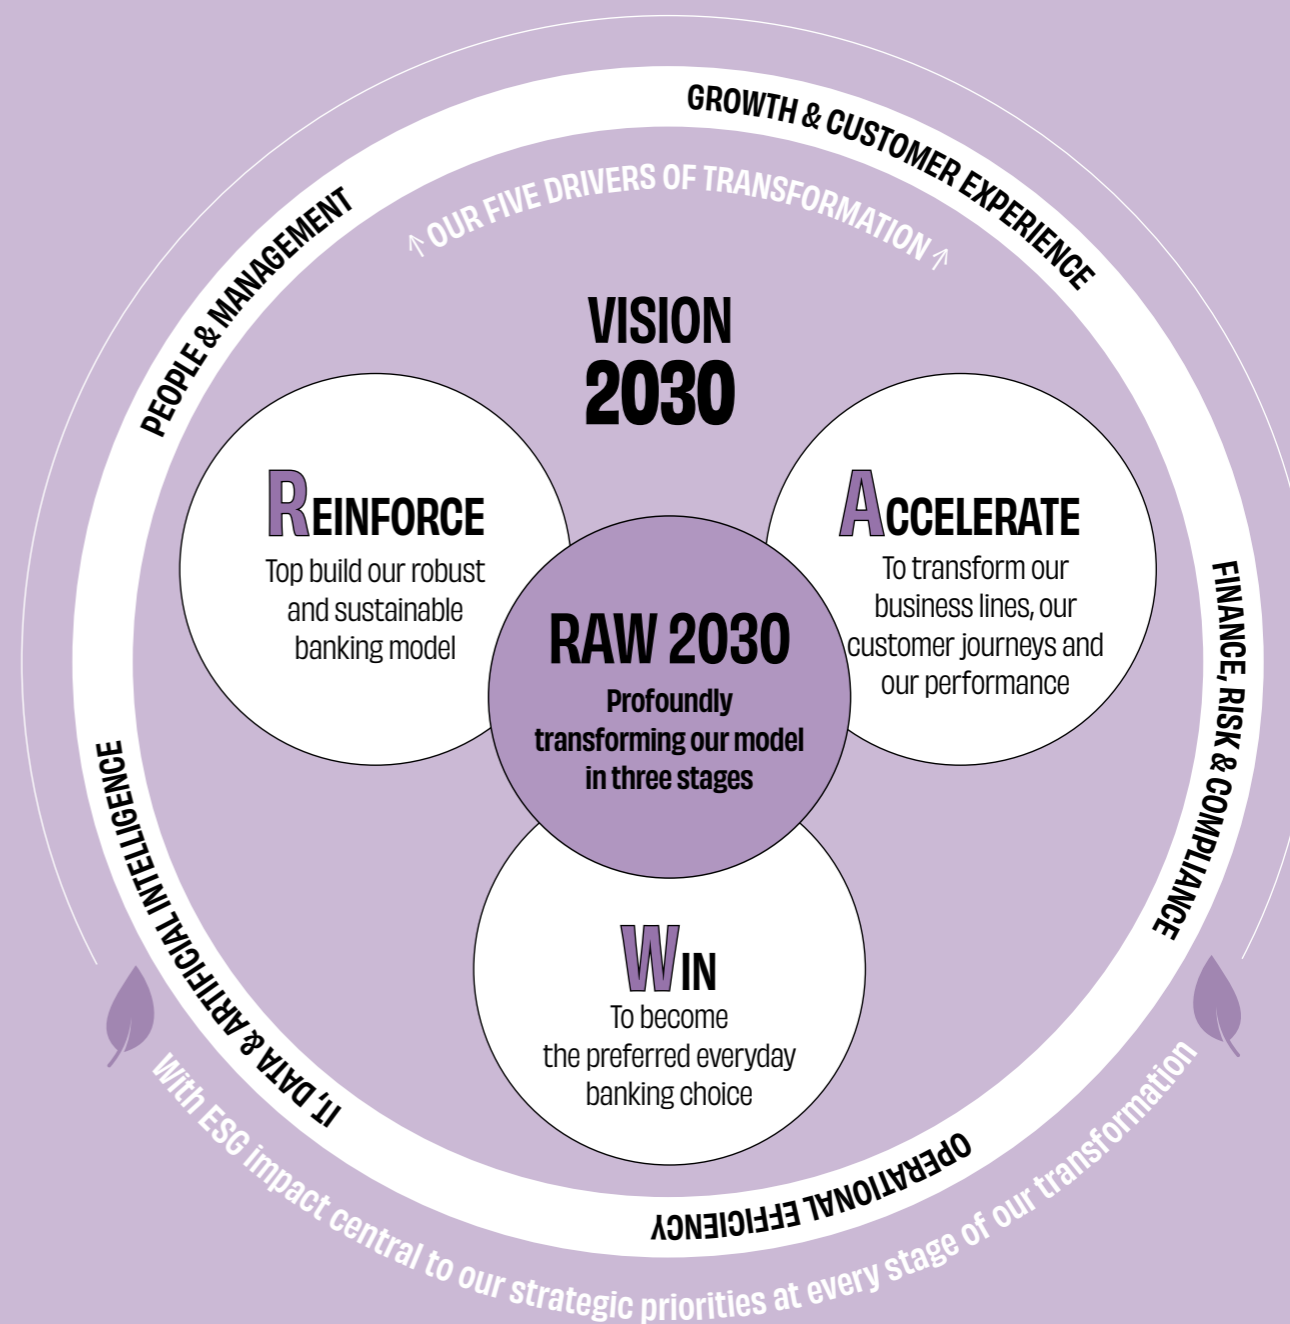 GROWTH & CUSTOMER EXPERIENCE
PEOPLE & MANAGEMENT
↑ OUR FIVE DRIVERS OF TRANSFORMATION ↑
VISION
2030
REINFORCE
Top build our robust
and sustainable
banking model
ACCELERATE
To transform our
business lines, our
customer journeys and
our performance
RAW 2030
Profoundly
transforming our model
in three stages
WIN
To become
the preferred everyday
banking choice
FINANCE, RISK & COMPLIANCE
OPERATIONAL EFFICIENCY
IT, DATA & ARTIFICIAL INTELLIGENCE
With ESG impact central to our strategic priorities at every stage of our transformation